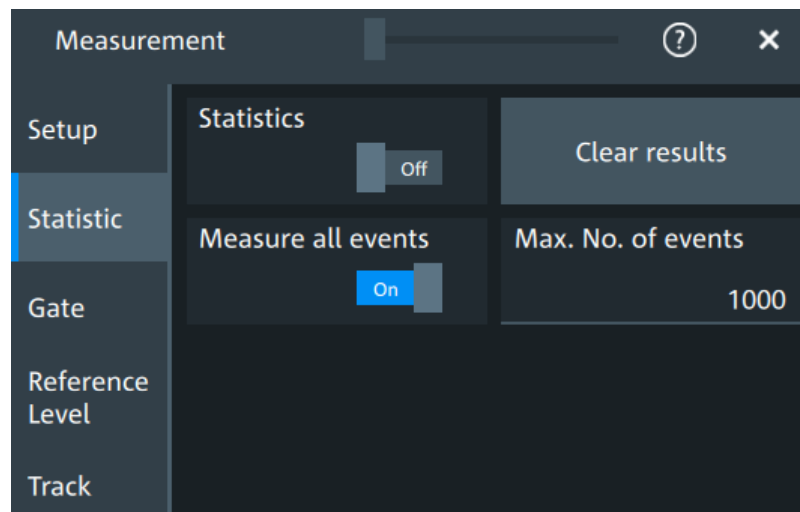 Measurement
?
Setup
Statistic
Gate
Reference
Level
Track
Statistics
Off
Clear results
Measure all events
On
Max. No. of events
1000